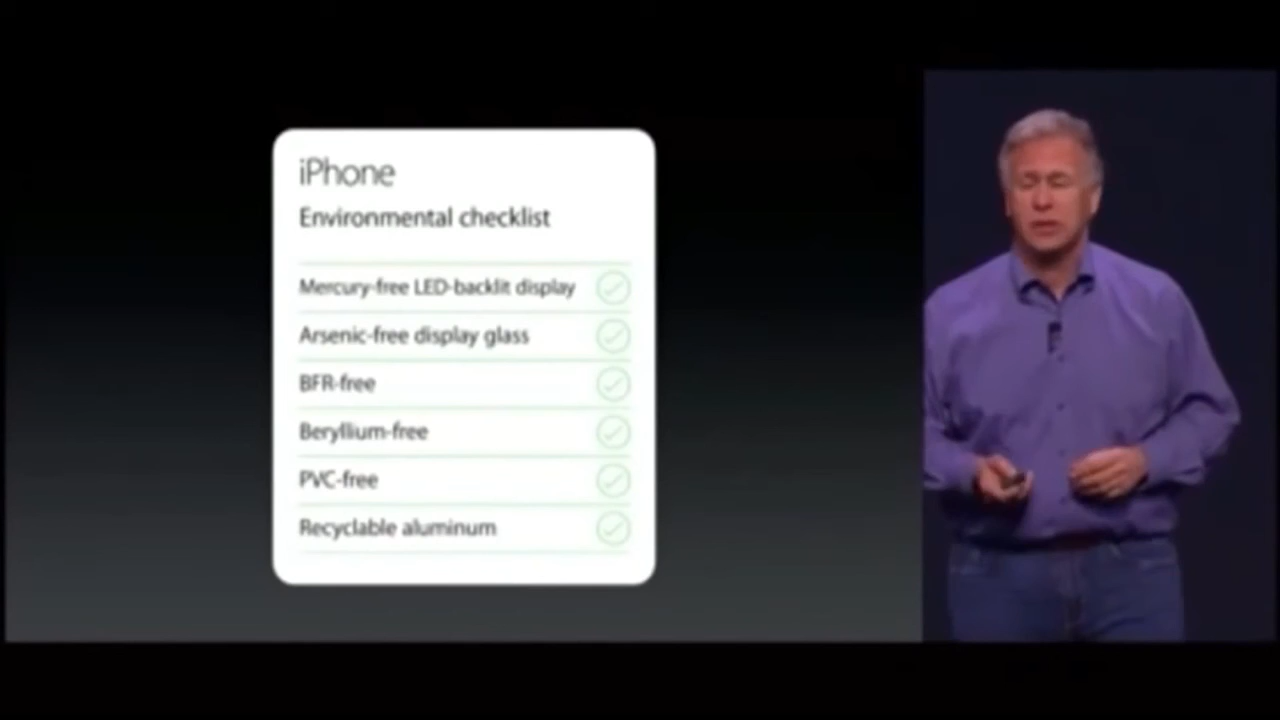 iPhone
Environmental checklist
Mercury-free LED-backlit display
Arsenic-free display glass
BFR-free
Beryllium-free
PVC-free
Recyclable aluminum